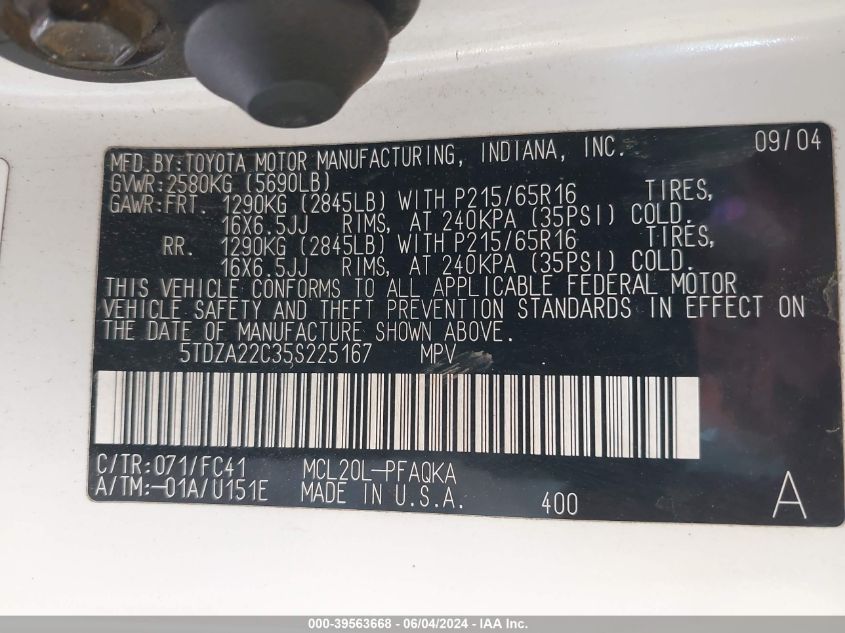 MFD.BY:TOYOTA MOTOR MANUFACTURING, INDIANA, INC. 09/04
GVWR:2580KG (5690LB)
GAWR:FRT. 1290KG (2845LB) WITH P215/65R16 TIRES,
16X6.5JJ RIMS, AT 240KPA (35PSI) COLD.
RR. 1290KG (2845LB) WITH P215/65R16 TIRES,
16X6.5JJ RIMS, AT 240KPA (35PSI) COLD.
THIS VEHICLE CONFORMS TO ALL APPLICABLE FEDERAL MOTOR
VEHICLE SAFETY AND THEFT PREVENTION STANDARDS IN EFFECT ON
THE DATE OF MANUFACTURE SHOWN ABOVE.
5TDZA22C35S225167 MPV
C/TR:071/FC41 MCL20L-PFAQKA
A/TM:-01A/U151E MADE IN U.S.A. 400 A
000-39563668 - 06/04/2024 - IAA Inc.